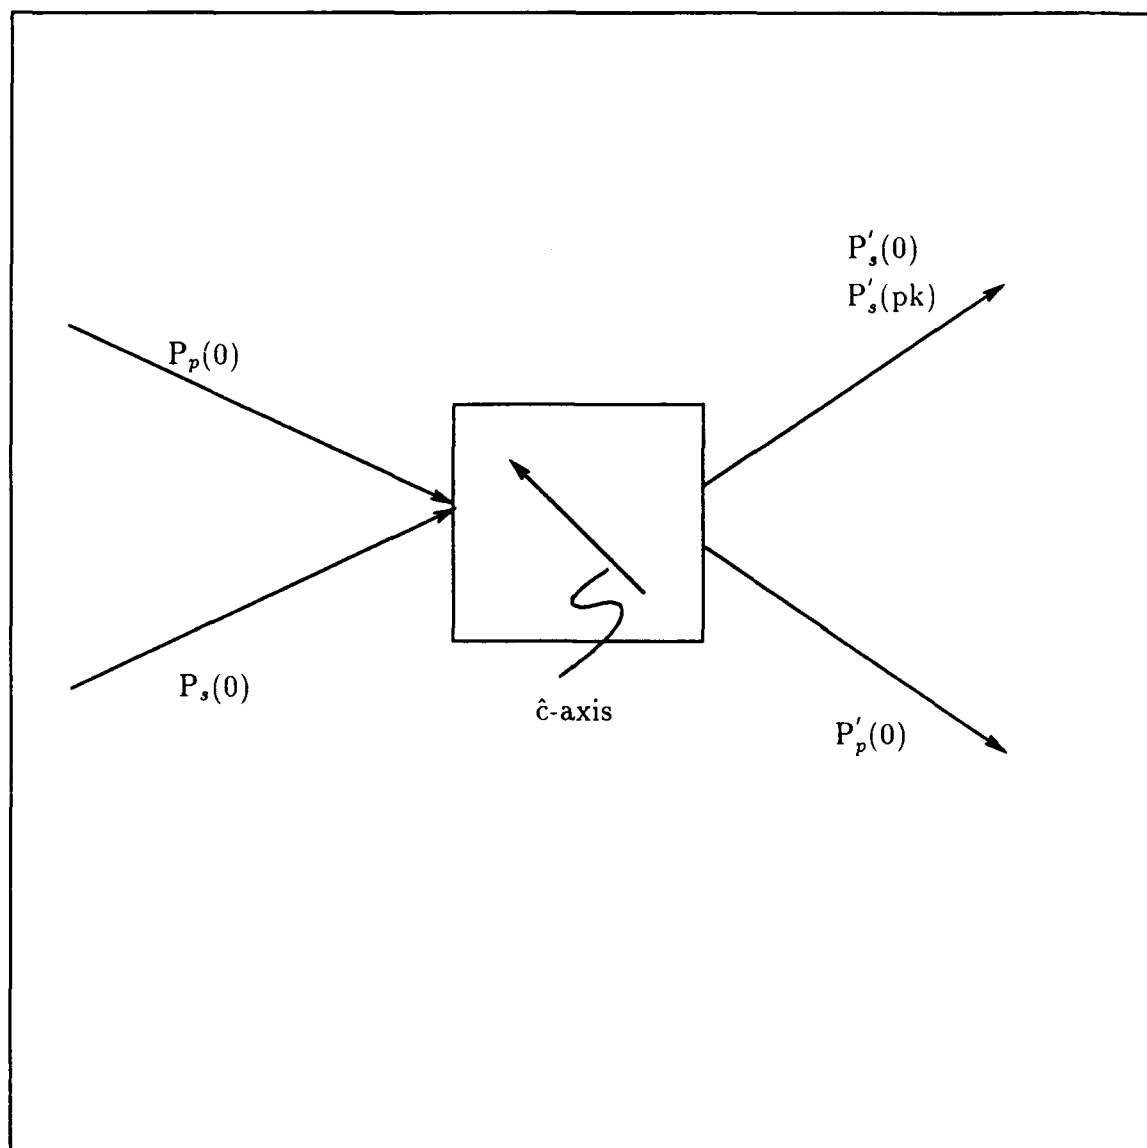 P′ₛ(0)
P′ₛ(pk)
Pₚ(0)
Pₛ(0)
ĉ-axis
P′ₚ(0)